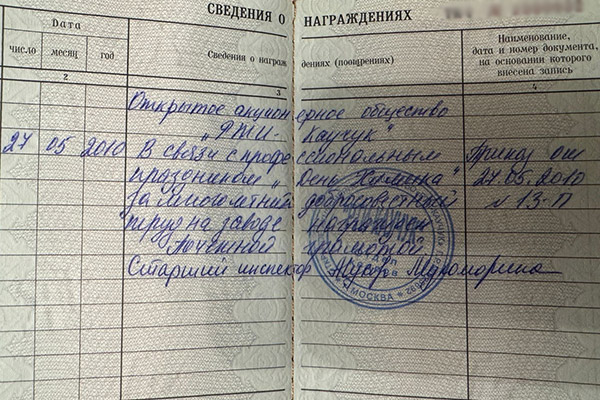 СВЕДЕНИЯ О НАГРАЖДЕНИЯХ
Дата
число месяц год
Сведения о награждениях (поощрениях)
Наименование,
дата и номер документа,
на основании которого
внесена запись
2 3 4
Открытое акционерное общество
"РТИ-Каучук"
27 05 2010 В связи с профессиональным Приказ от
праздником "День Химика" 27.05.2010
за многолетний добросовестный № 13-П
труд на заводе награжден
Почетной грамотой
Старший инспектор
МОСКВА